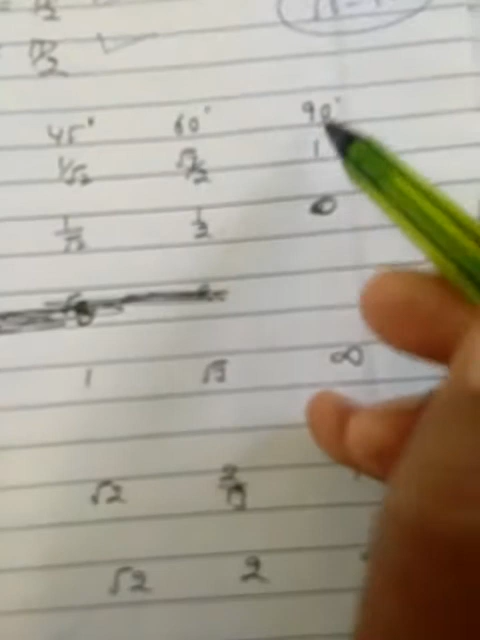 45° 60° 90°
1/√2 √3/2 1
1/√2 1/2 0
1 √3 ∞
√2 2/√3
√2 2